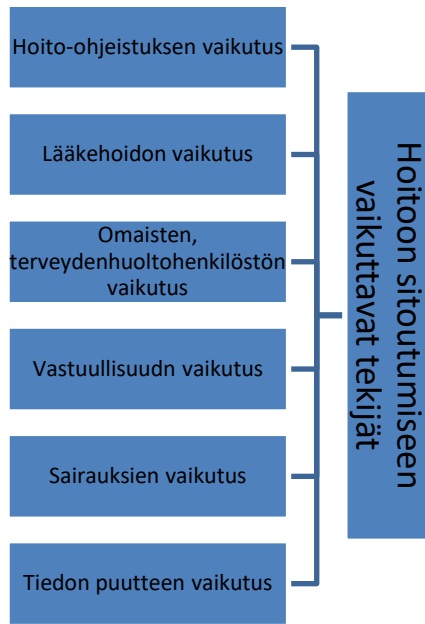 Hoito-ohjeistuksen vaikutus
Lääkehoidon vaikutus
Omaisten,
terveydenhuoltohenkilöstön
vaikutus
Vastuullisuudn vaikutus
Sairauksien vaikutus
Tiedon puutteen vaikutus
Hoitoon sitoutumiseen
vaikuttavat tekijät